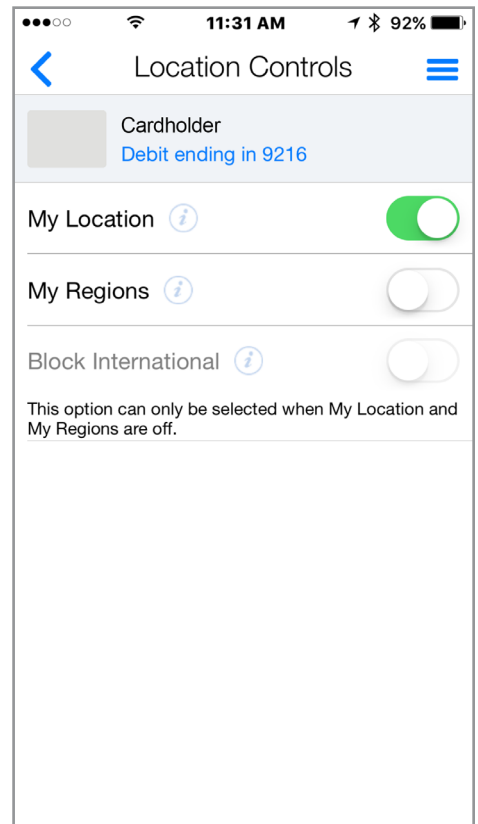 11:31 AM 92%
Location Controls
Cardholder
Debit ending in 9216
My Location i
My Regions i
Block International i
This option can only be selected when My Location and
My Regions are off.